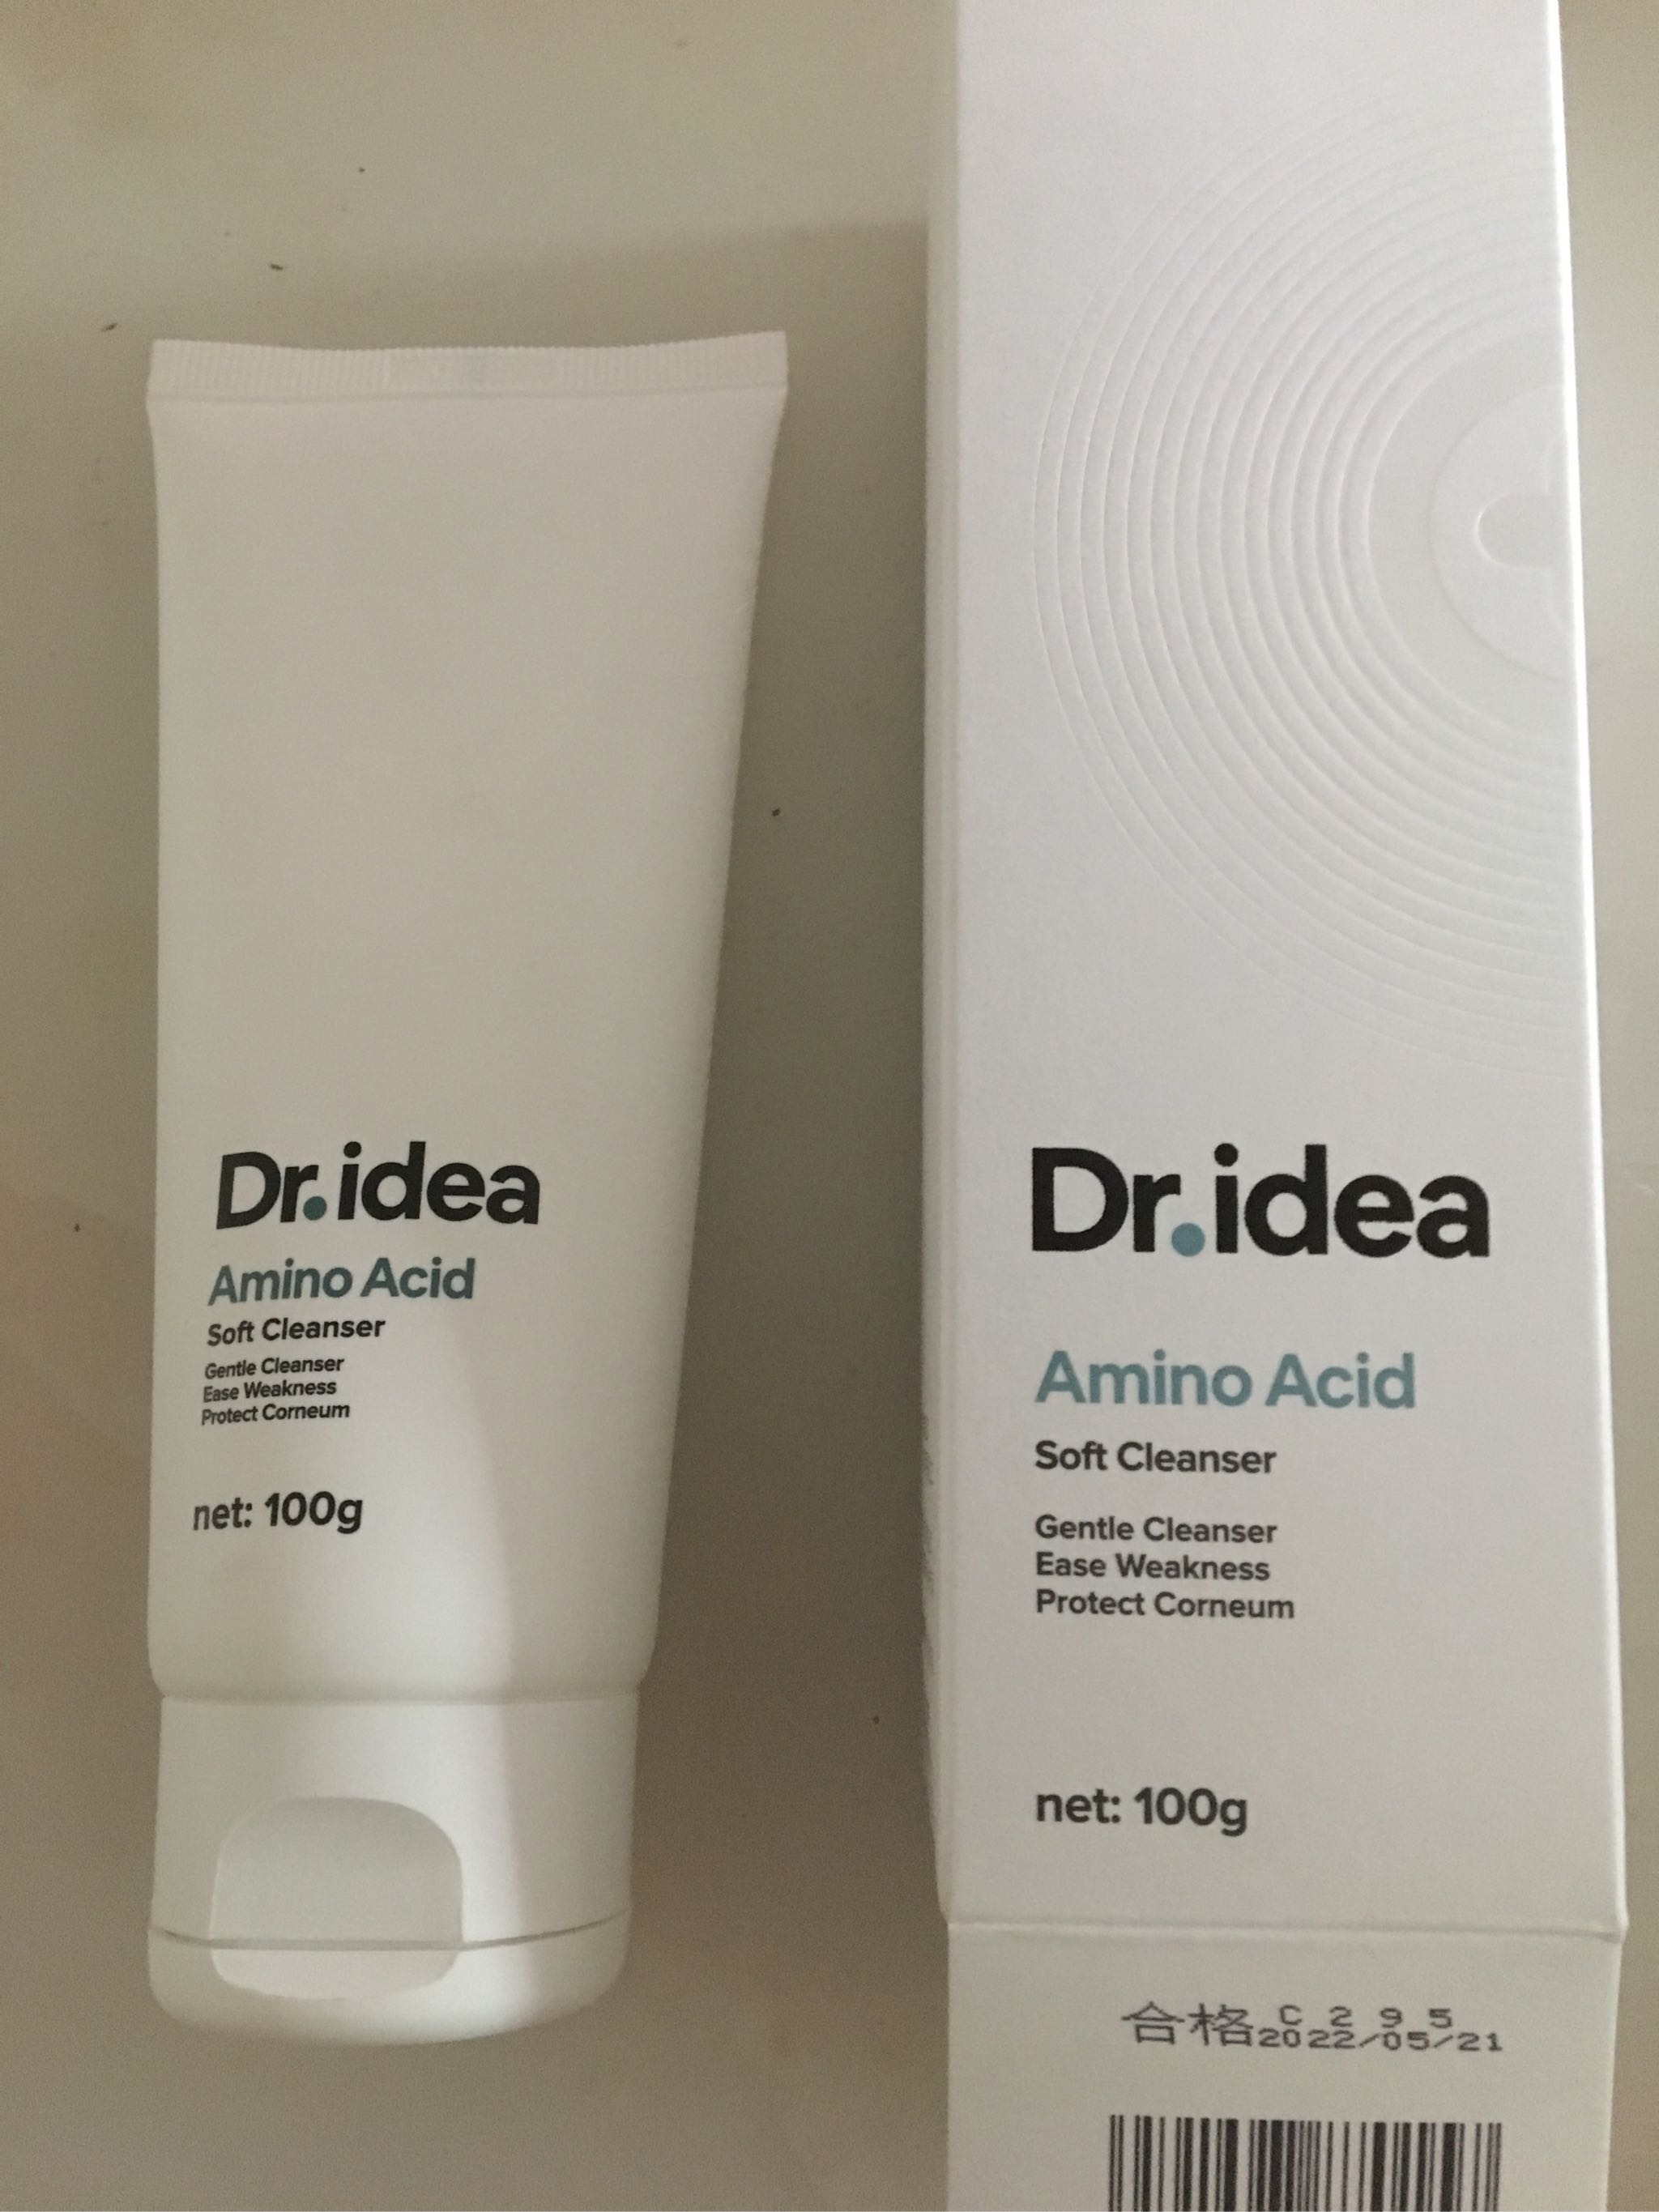 Dr.idea
Amino Acid
Soft Cleanser
Gentle Cleanser
Ease Weakness
Protect Corneum
net: 100g
Dr.idea
Amino Acid
Soft Cleanser
Gentle Cleanser
Ease Weakness
Protect Corneum
net: 100g
合格 C 2 9 5
2022/05/21